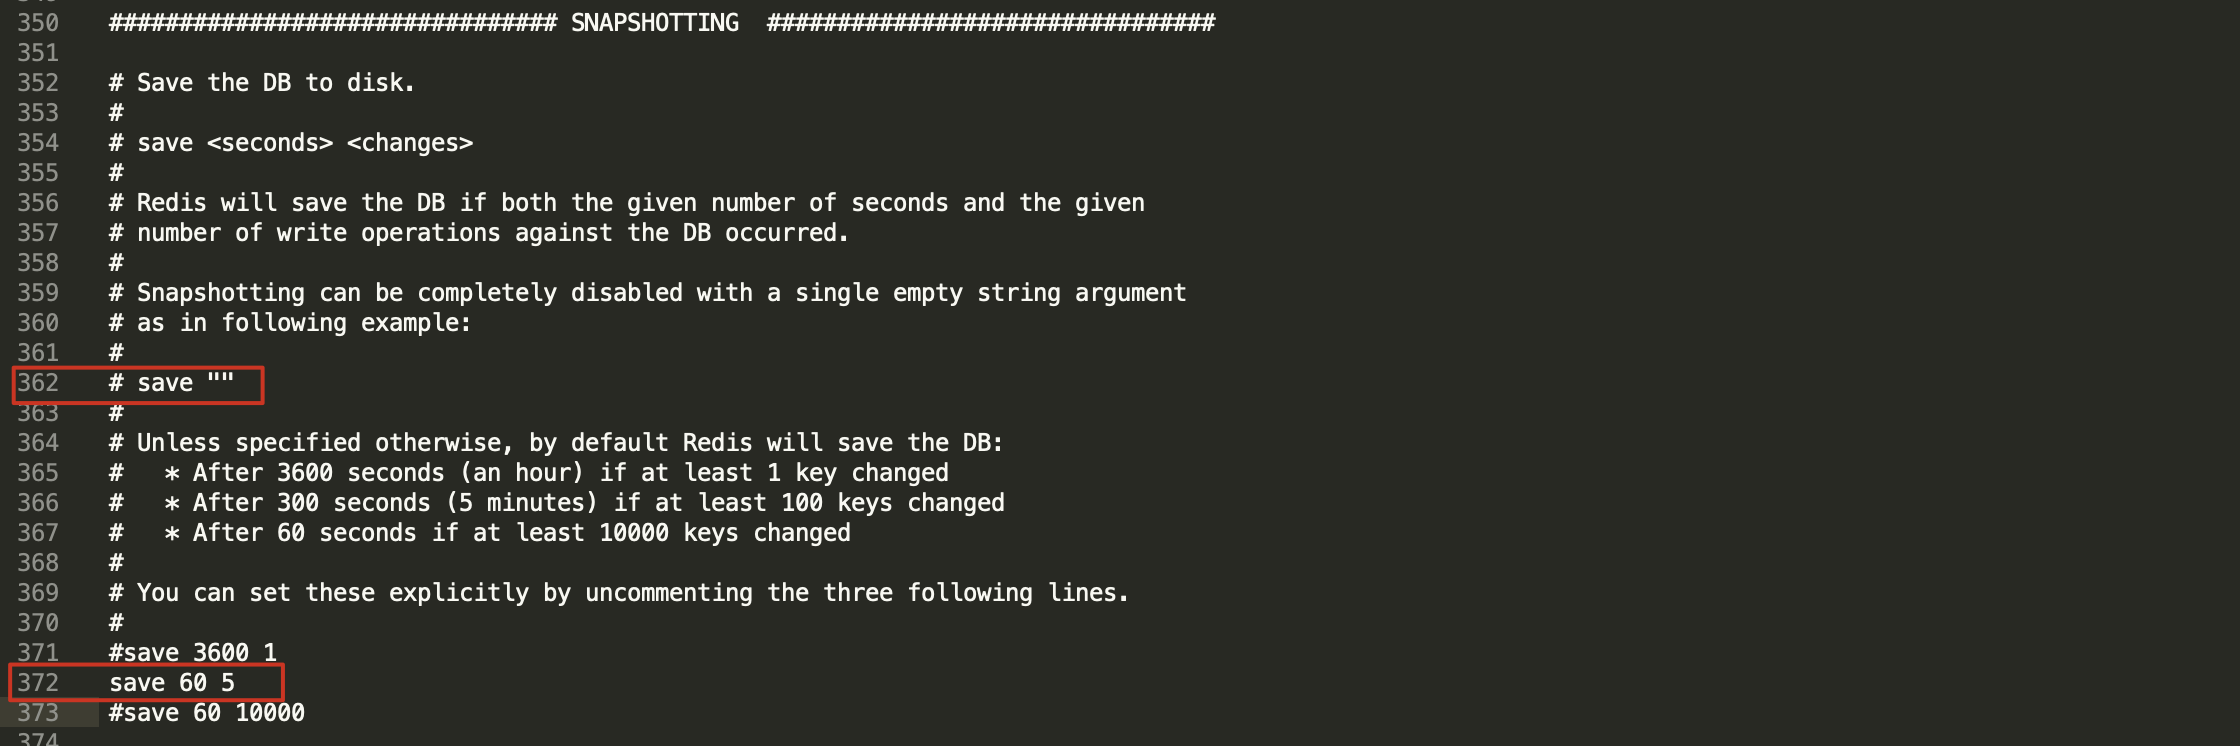 350 ################################ SNAPSHOTTING  ################################
351
352 # Save the DB to disk.
353 #
354 # save <seconds> <changes>
355 #
356 # Redis will save the DB if both the given number of seconds and the given
357 # number of write operations against the DB occurred.
358 #
359 # Snapshotting can be completely disabled with a single empty string argument
360 # as in following example:
361 #
362 # save ""
363 #
364 # Unless specified otherwise, by default Redis will save the DB:
365 #   * After 3600 seconds (an hour) if at least 1 key changed
366 #   * After 300 seconds (5 minutes) if at least 100 keys changed
367 #   * After 60 seconds if at least 10000 keys changed
368 #
369 # You can set these explicitly by uncommenting the three following lines.
370 #
371 #save 3600 1
372 save 60 5
373 #save 60 10000
374